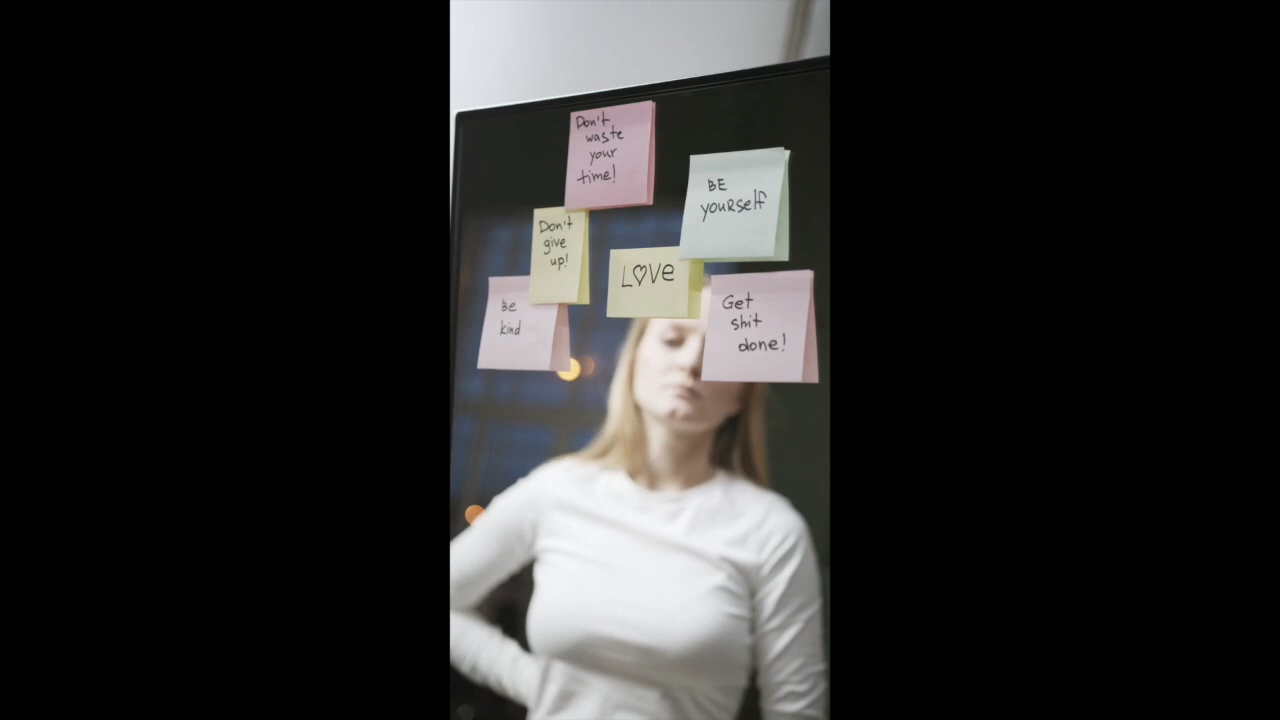 Don't
waste
your
time!
BE
yourself
Don't
give
up!
LOVE
Be
kind
Get
shit
done!